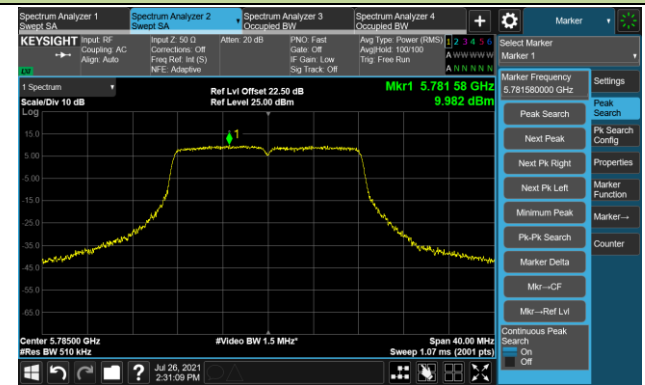 Spectrum Analyzer 1
Swept SA
Spectrum Analyzer 2
Swept SA
Spectrum Analyzer 3
Occupied BW
Spectrum Analyzer 4
Occupied BW
Marker
KEYSIGHT
Input: RF
Coupling: AC
Align: Auto
Input Z: 50 Ω
Corrections: Off
Freq Ref: Int (S)
NFE: Adaptive
Atten: 20 dB
PNO: Fast
Gate: Off
IF Gain: Low
Sig Track: Off
Avg Type: Power (RMS)
Avg|Hold: 100/100
Trig: Free Run
1 2 3 4 5 6
A W W W W W
A N N N N N
Select Marker
Marker 1
1 Spectrum
Scale/Div 10 dB
Ref Lvl Offset 22.50 dB
Ref Level 25.00 dBm
Mkr1 5.781 58 GHz
9.982 dBm
Log
15.0
5.00
-5.00
-15.0
-25.0
-35.0
-45.0
-55.0
-65.0
1
Center 5.78500 GHz
#Res BW 510 kHz
#Video BW 1.5 MHz*
Span 40.00 MHz
Sweep 1.07 ms (2001 pts)
Marker Frequency
5.781580000 GHz
Peak Search
Next Peak
Next Pk Right
Next Pk Left
Minimum Peak
Pk-Pk Search
Marker Delta
Mkr→CF
Mkr→Ref Lvl
Continuous Peak
Search
On
Off
Settings
Peak
Search
Pk Search
Config
Properties
Marker
Function
Marker→
Counter
?
Jul 26, 2021
2:31:09 PM